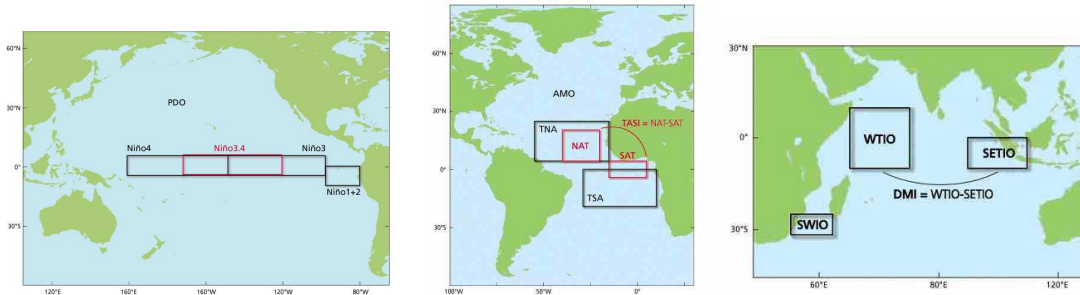 60°N
PDO
30°N
Niño4
Niño3.4
Niño3
0°
Niño1+2
30°S
120°E
160°E
160°W
120°W
80°W
60°N
AMO
30°N
TNA
TASI = NAT-SAT
NAT
SAT
0°
TSA
30°S
100°W
50°W
0°
30°N
0°
WTIO
SETIO
DMI = WTIO-SETIO
SWIO
30°S
60°E
80°E
120°E